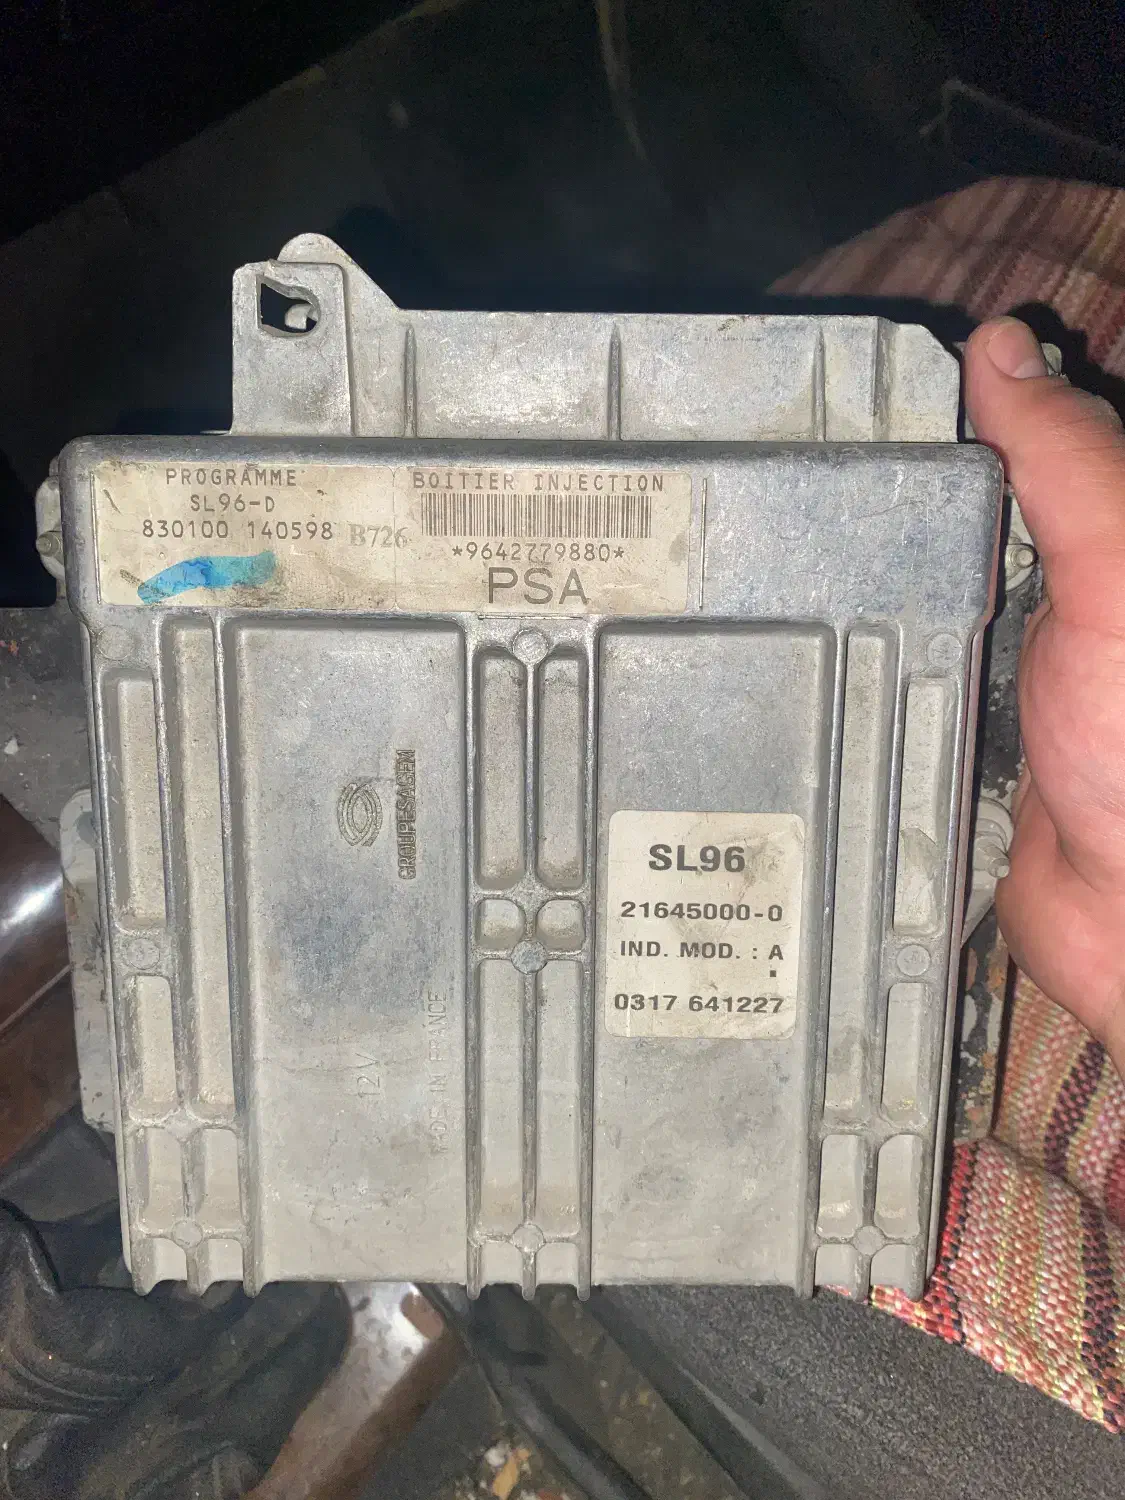 PROGRAMME
SL96-D
830100 140598 B726
BOITIER INJECTION
*9642779880*
PSA
GROUPESAGEM
SL96
21645000-0
IND. MOD. : A
0317 641227
12V
MADE IN FRANCE